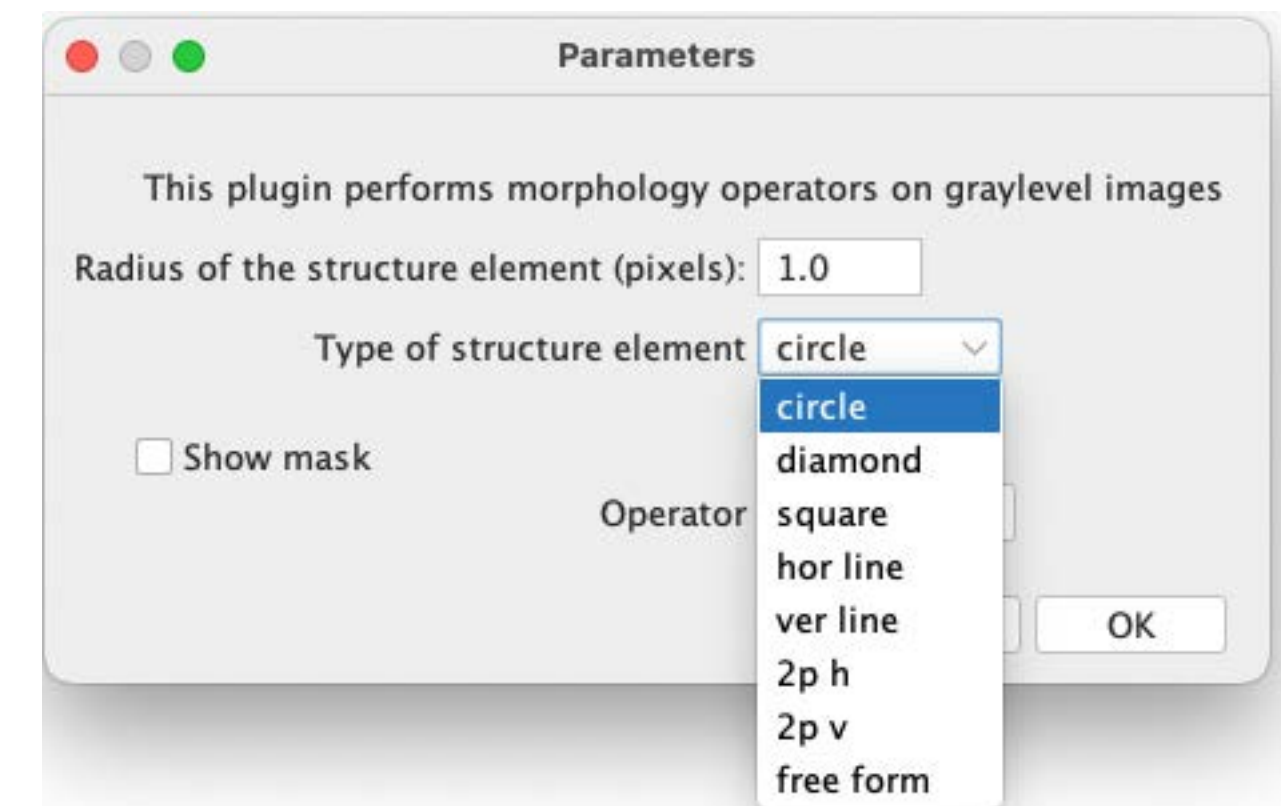 Parameters
This plugin performs morphology operators on graylevel images
Radius of the structure element (pixels): 1.0
Type of structure element circle
circle
diamond
Show mask
square
Operator
hor line
ver line
OK
2p h
2p v
free form